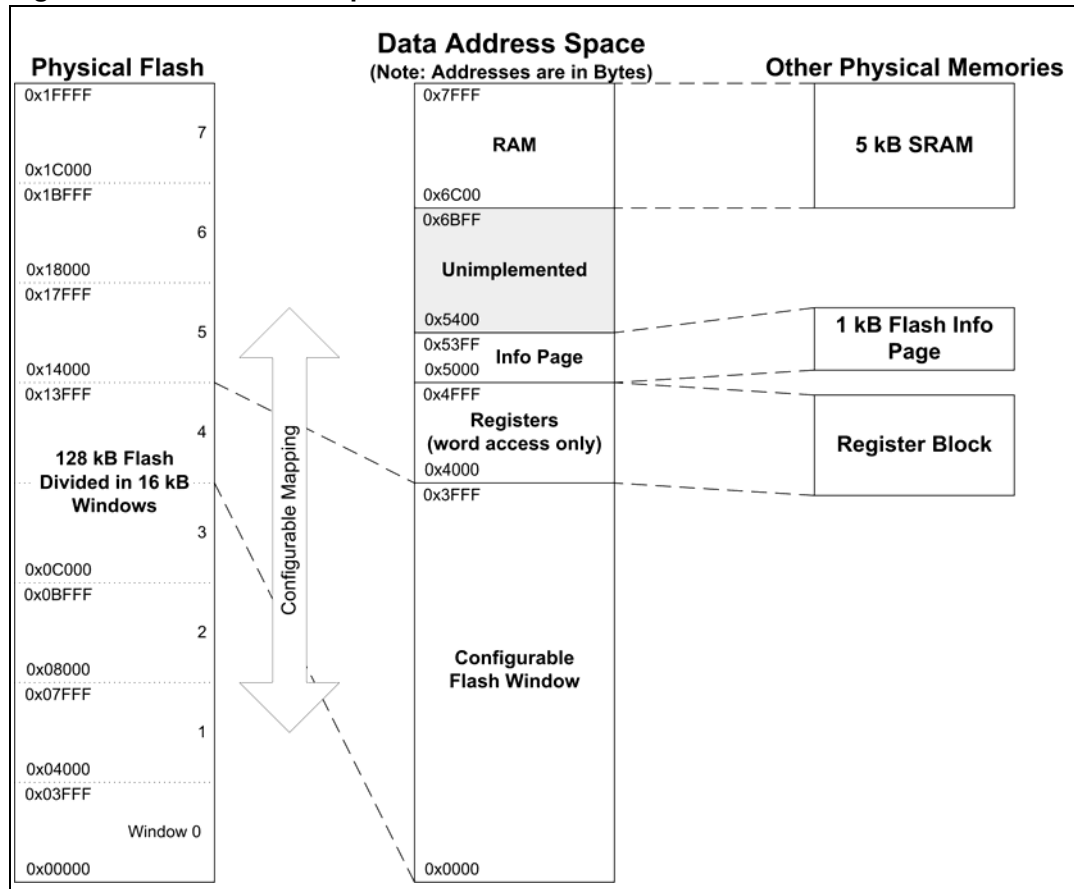 Physical Flash
0x1FFFF
7
0x1C000
0x1BFFF
6
0x18000
0x17FFF
5
0x14000
0x13FFF
4
128 kB Flash
Divided in 16 kB
Windows
3
0x0C000
0x0BFFF
2
0x08000
0x07FFF
1
0x04000
0x03FFF
Window 0
0x00000
Configurable Mapping
Data Address Space
(Note: Addresses are in Bytes)
0x7FFF
RAM
0x6C00
0x6BFF
Unimplemented
0x5400
0x53FF
Info Page
0x5000
0x4FFF
Registers
(word access only)
0x4000
0x3FFF
Configurable
Flash Window
0x0000
Other Physical Memories
5 kB SRAM
1 kB Flash Info
Page
Register Block